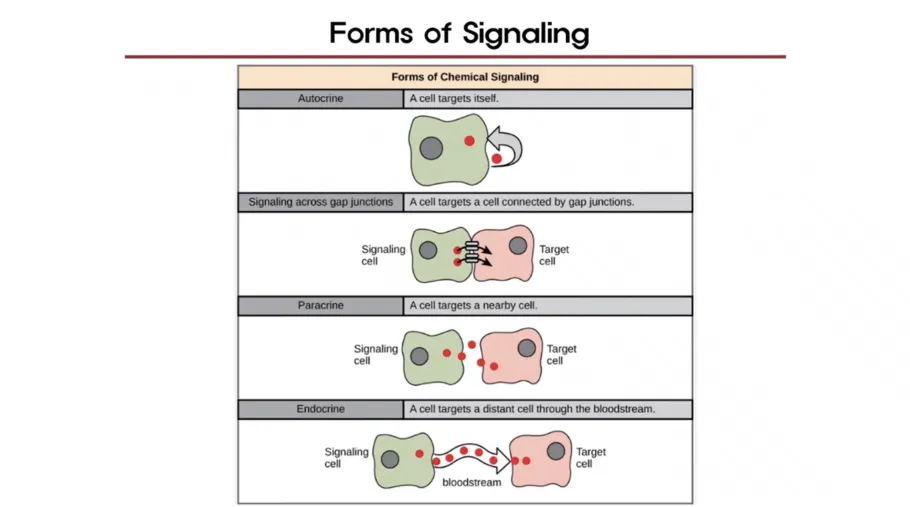 Forms of Signaling
Forms of Chemical Signaling
Autocrine
A cell targets itself.
Signaling across gap junctions
A cell targets a cell connected by gap junctions.
Signaling
cell
Target
cell
Paracrine
A cell targets a nearby cell.
Signaling
cell
Target
cell
Endocrine
A cell targets a distant cell through the bloodstream.
Signaling
cell
Target
cell
bloodstream